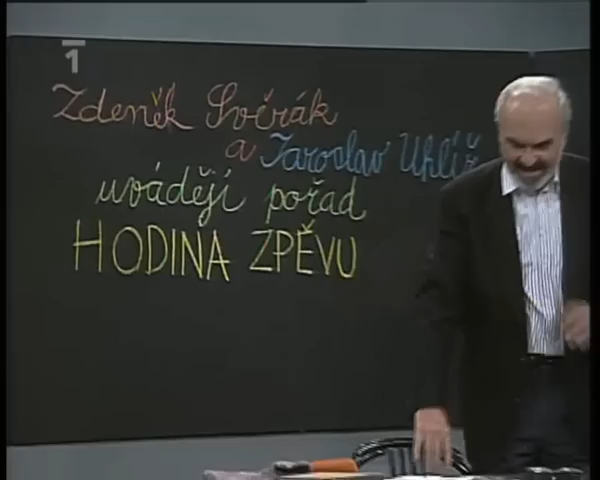 1
Zdeněk Svěrák
a Jaroslav Uhlíř
uvádějí pořad
HODINA ZPĚVU